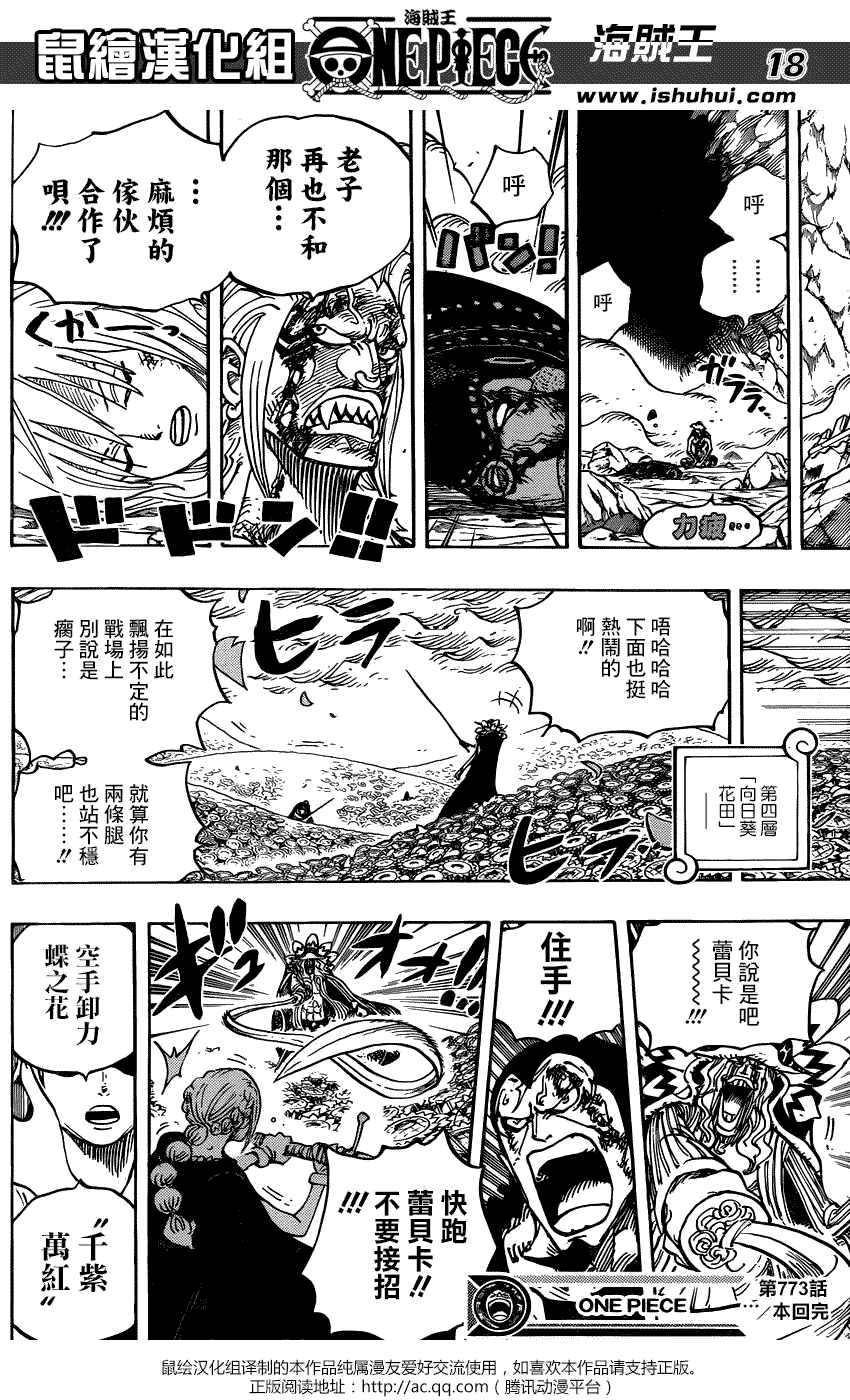 鼠繪漢化組
海賊王
ONE PIECE
海賊王
18
www.ishuhui.com
呼
……
呼
ガララ…
力疲…
呼
バン!
老子
再也不和
那個…
…
麻煩的
傢伙
合作了
唄!!!
くかーーっ
ドドドン!!
第四層
「向日葵
花田」
唔哈哈哈
下面也挺
熱鬧的
啊!!
ヒラ
ヒラ
在如此
飄揚不定的
戰場上
別說是
瘸子…
就算你有
兩條腿
也站不穩
吧……!!
你說是吧
蕾貝卡
～～～!!!
住手!!!
オオオ!!
ギギ
快跑
蕾貝卡!!
不要接招
!!!
空手卸力
蝶之花
“千紫
萬紅”
ONE PIECE
第773話
…／本回完
鼠绘汉化组译制的本作品纯属漫友爱好交流使用，如喜欢本作品请支持正版。
正版阅读地址：http://ac.qq.com（腾讯动漫平台）